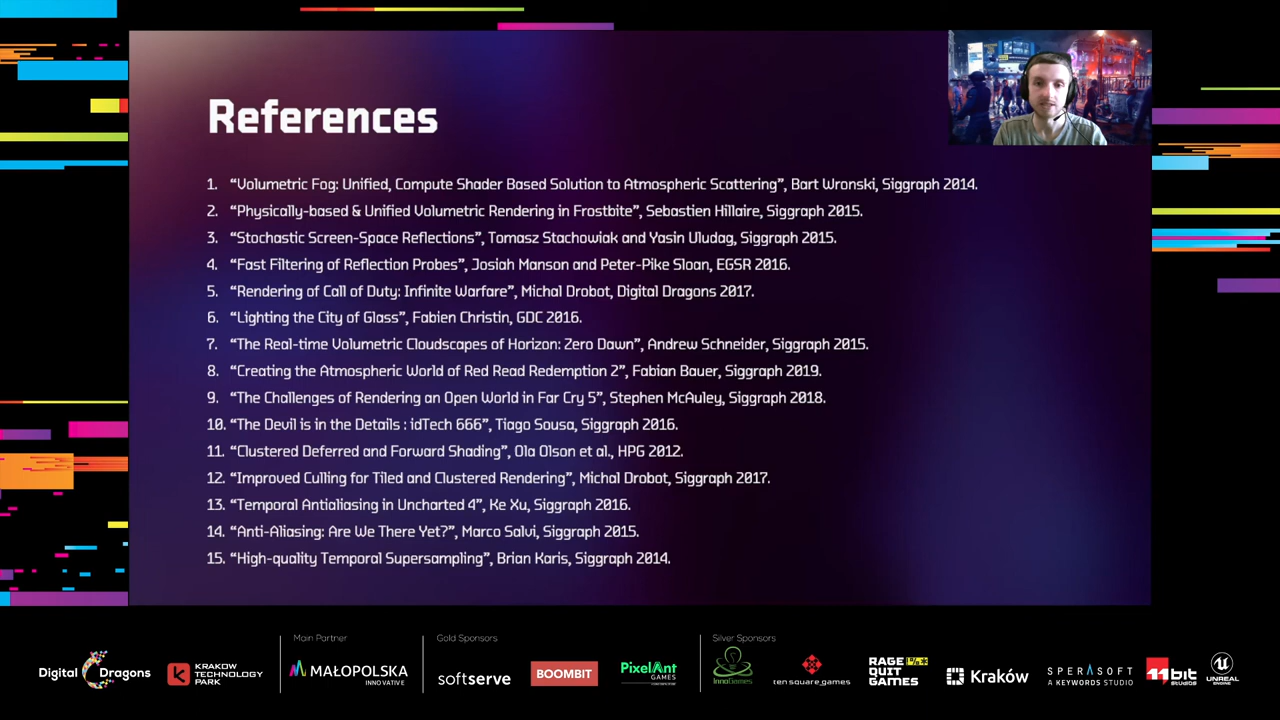 References
1. “Volumetric Fog: Unified, Compute Shader Based Solution to Atmospheric Scattering”, Bart Wronski, Siggraph 2014.
2. “Physically-based & Unified Volumetric Rendering in Frostbite”, Sebastien Hillaire, Siggraph 2015.
3. “Stochastic Screen-Space Reflections”, Tomasz Stachowiak and Yasin Uludag, Siggraph 2015.
4. “Fast Filtering of Reflection Probes”, Josiah Manson and Peter-Pike Sloan, EGSR 2016.
5. “Rendering of Call of Duty: Infinite Warfare”, Michal Drobot, Digital Dragons 2017.
6. “Lighting the City of Glass”, Fabien Christin, GDC 2016.
7. “The Real-time Volumetric Cloudscapes of Horizon: Zero Dawn”, Andrew Schneider, Siggraph 2015.
8. “Creating the Atmospheric World of Red Read Redemption 2”, Fabian Bauer, Siggraph 2019.
9. “The Challenges of Rendering an Open World in Far Cry 5”, Stephen McAuley, Siggraph 2018.
10. “The Devil is in the Details : idTech 666”, Tiago Sousa, Siggraph 2016.
11. “Clustered Deferred and Forward Shading”, Ola Olson et al., HPG 2012.
12. “Improved Culling for Tiled and Clustered Rendering”, Michal Drobot, Siggraph 2017.
13. “Temporal Antialiasing in Uncharted 4”, Ke Xu, Siggraph 2016.
14. “Anti-Aliasing: Are We There Yet?”, Marco Salvi, Siggraph 2015.
15. “High-quality Temporal Supersampling”, Brian Karis, Siggraph 2014.
Main Partner
Gold Sponsors
Silver Sponsors
Digital Dragons
KRAKOW
TECHNOLOGY
PARK
MAŁOPOLSKA
INNOVATIVE
softserve
BOOMBIT
PixelAnt
GAMES
InnoGames
ten square games
RAGE
QUIT
GAMES
Kraków
SPERASOFT
A KEYWORDS STUDIO
11bit
studios
UNREAL
ENGINE